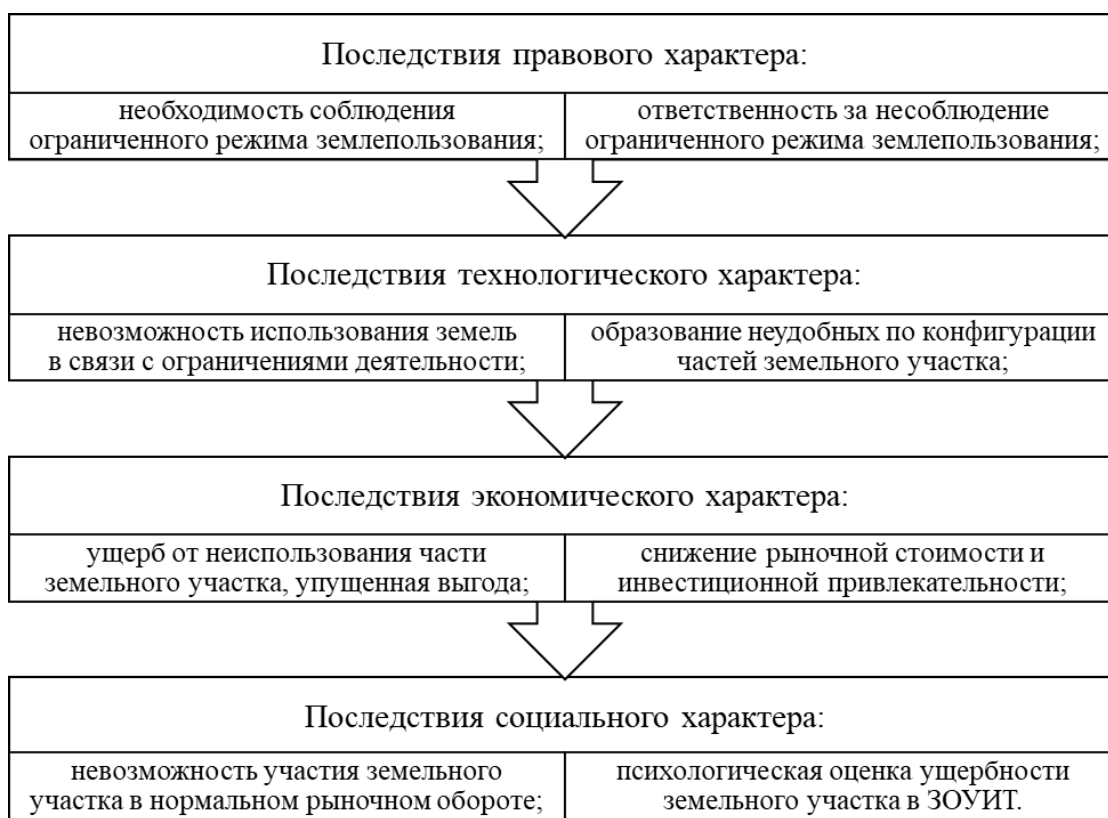 Последствия правового характера:
необходимость соблюдения
ограниченного режима землепользования;
ответственность за несоблюдение
ограниченного режима землепользования;
Последствия технологического характера:
невозможность использования земель
в связи с ограничениями деятельности;
образование неудобных по конфигурации
частей земельного участка;
Последствия экономического характера:
ущерб от неиспользования части
земельного участка, упущенная выгода;
снижение рыночной стоимости и
инвестиционной привлекательности;
Последствия социального характера:
невозможность участия земельного
участка в нормальном рыночном обороте;
психологическая оценка ущербности
земельного участка в ЗОУИТ.